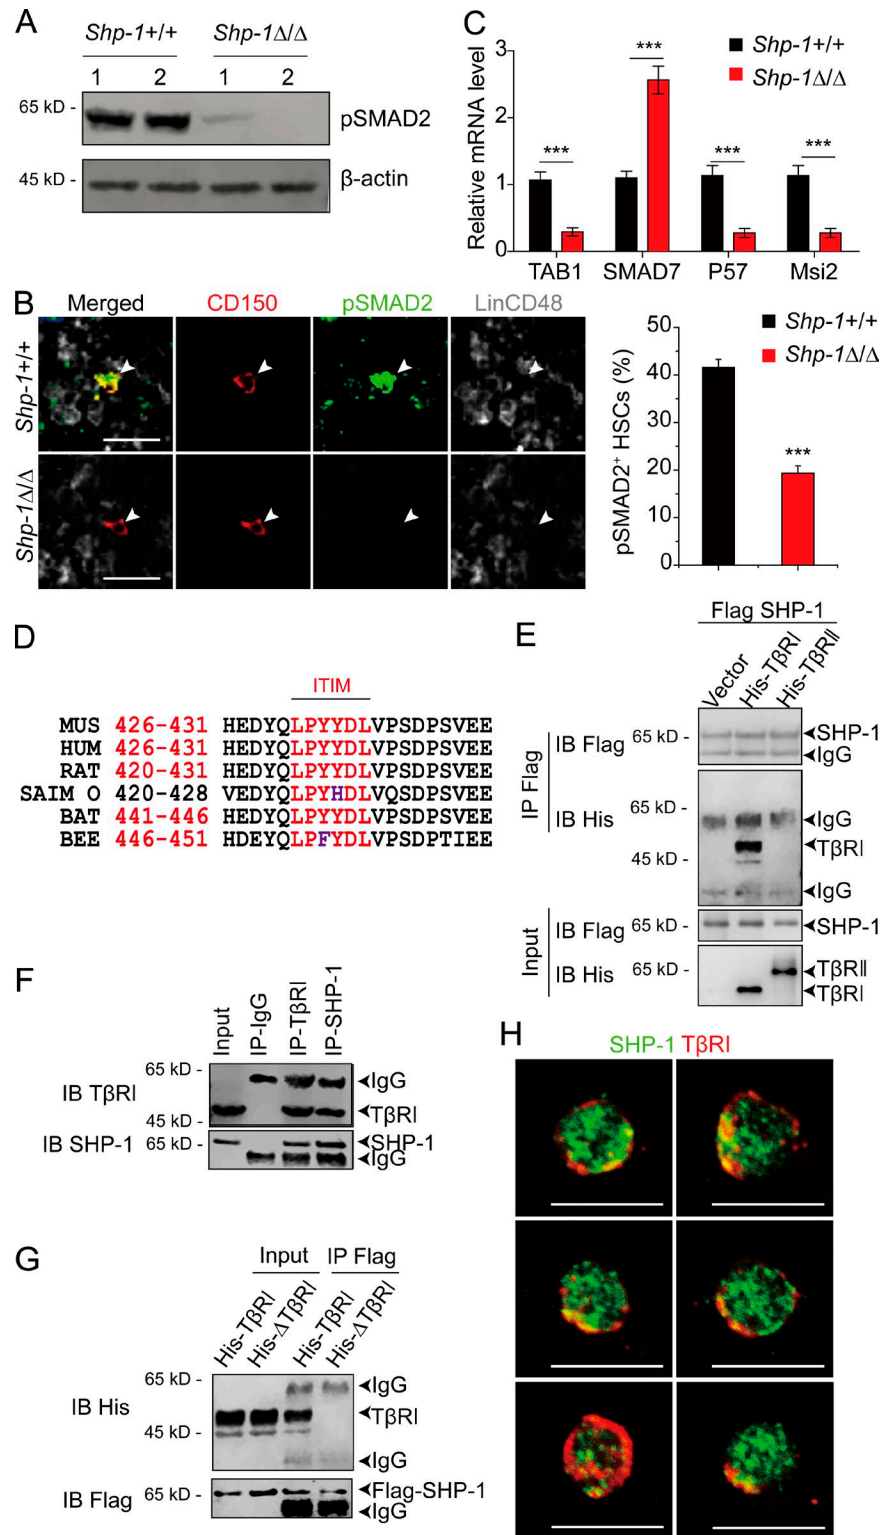 A
Shp-1+/+ Shp-1Δ/Δ
1 2 1 2
65 kD -
pSMAD2
45 kD -
β-actin
C
Relative mRNA level
3
2
1
0
***
***
***
***
Shp-1+/+
Shp-1Δ/Δ
TAB1 SMAD7 P57 Msi2
B
Merged CD150 pSMAD2 LinCD48
Shp-1+/+
Shp-1Δ/Δ
pSMAD2+ HSCs (%)
50
40
30
20
10
0
Shp-1+/+
Shp-1Δ/Δ
***
D
ITIM
MUS 426-431 HEDYQLPYYDLVPSDPSVEE
HUM 426-431 HEDYQLPYYDLVPSDPSVEE
RAT 420-431 HEDYQLPYYDLVPSDPSVEE
SAIM O 420-428 VEDYQLPYHDLVQSDPSVEE
BAT 441-446 HEDYQLPYYDLVPSDPSVEE
BEE 446-451 HDEYQLPFYDLVPSDPTIEE
E
Flag SHP-1
Vector His-TβRI His-TβRII
IP Flag
IB Flag 65 kD - SHP-1
IgG
65 kD -
IB His IgG
TβRI
45 kD -
IgG
Input
IB Flag 65 kD - SHP-1
IB His 65 kD - TβRII
TβRI
F
Input IP-IgG IP-TβRI IP-SHP-1
65 kD -
IB TβRI IgG
TβRI
45 kD -
IB SHP-1 65 kD - SHP-1
IgG
G
Input IP Flag
His-TβRI His-ΔTβRI His-TβRI His-ΔTβRI
65 kD - IgG
IB His TβRI
45 kD -
IgG
65 kD - Flag-SHP-1
IB Flag IgG
H
SHP-1 TβRI